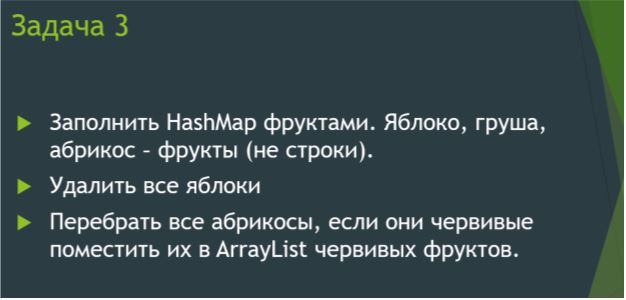 Задача 3
Заполнить HashMap фруктами. Яблоко, груша,
абрикос – фрукты (не строки).
Удалить все яблоки
Перебрать все абрикосы, если они червивые
поместить их в ArrayList червивых фруктов.